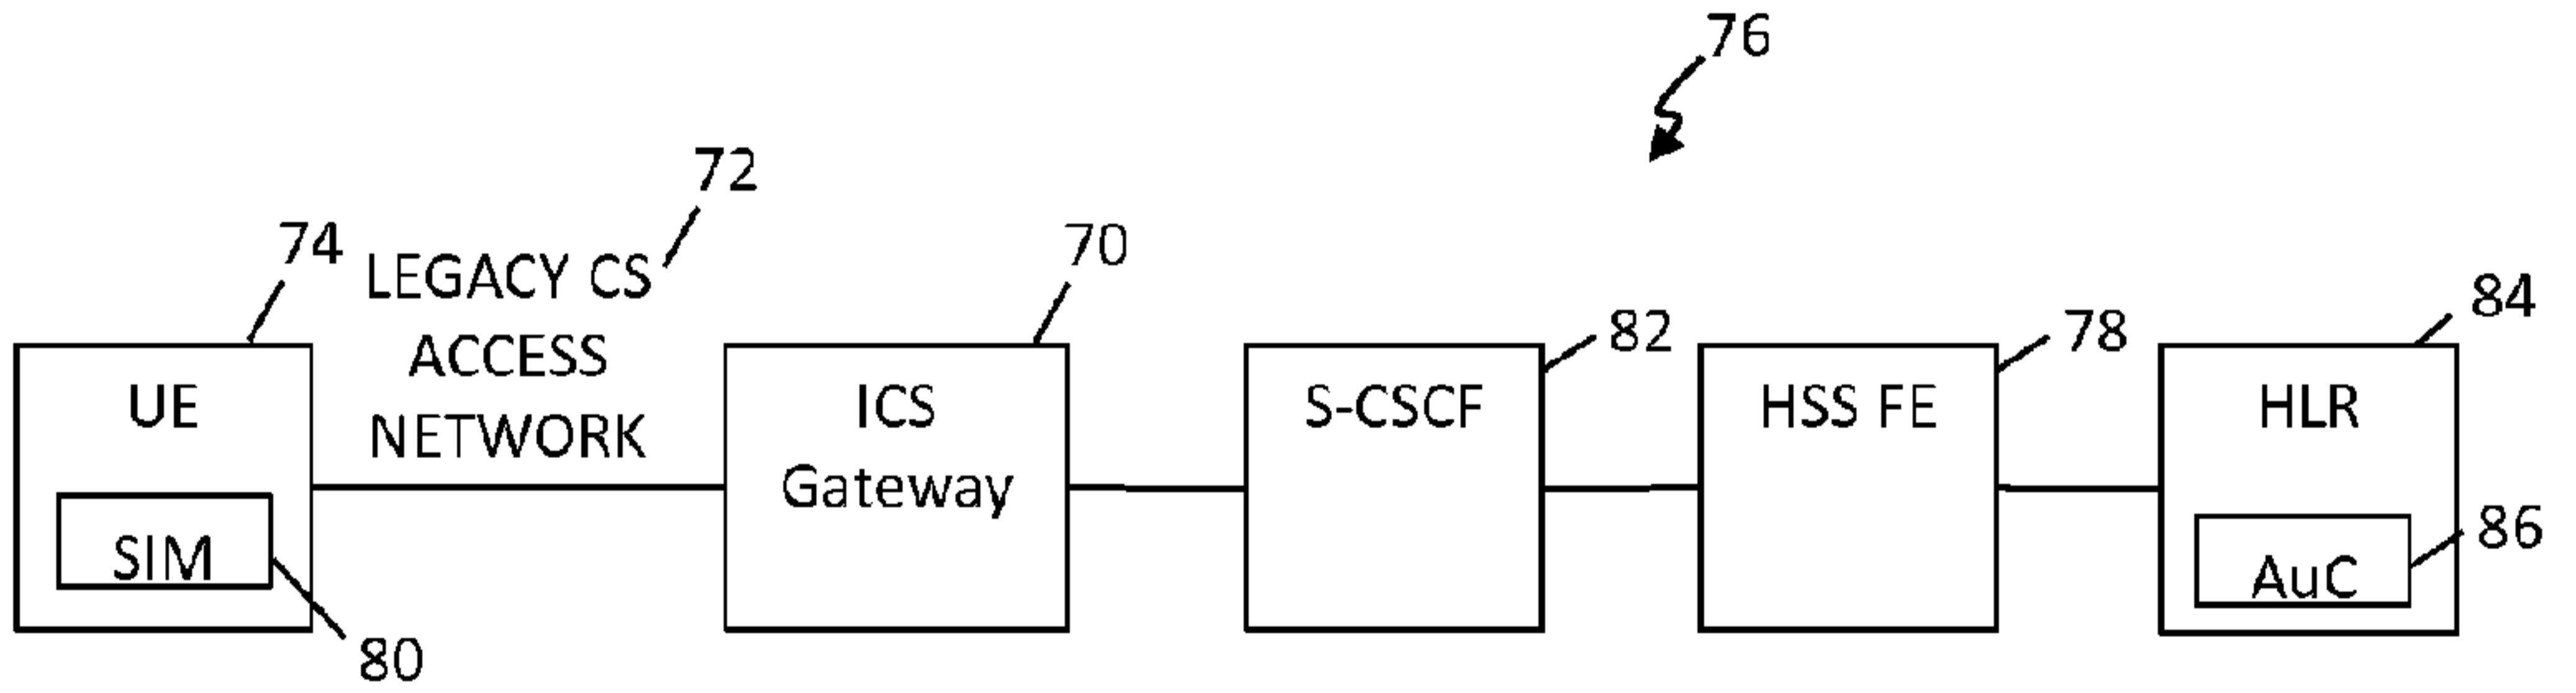 76
72
74
LEGACY CS
ACCESS
NETWORK
70
82
78
84
UE
ICS
Gateway
S-CSCF
HSS FE
HLR
SIM
80
AuC
86